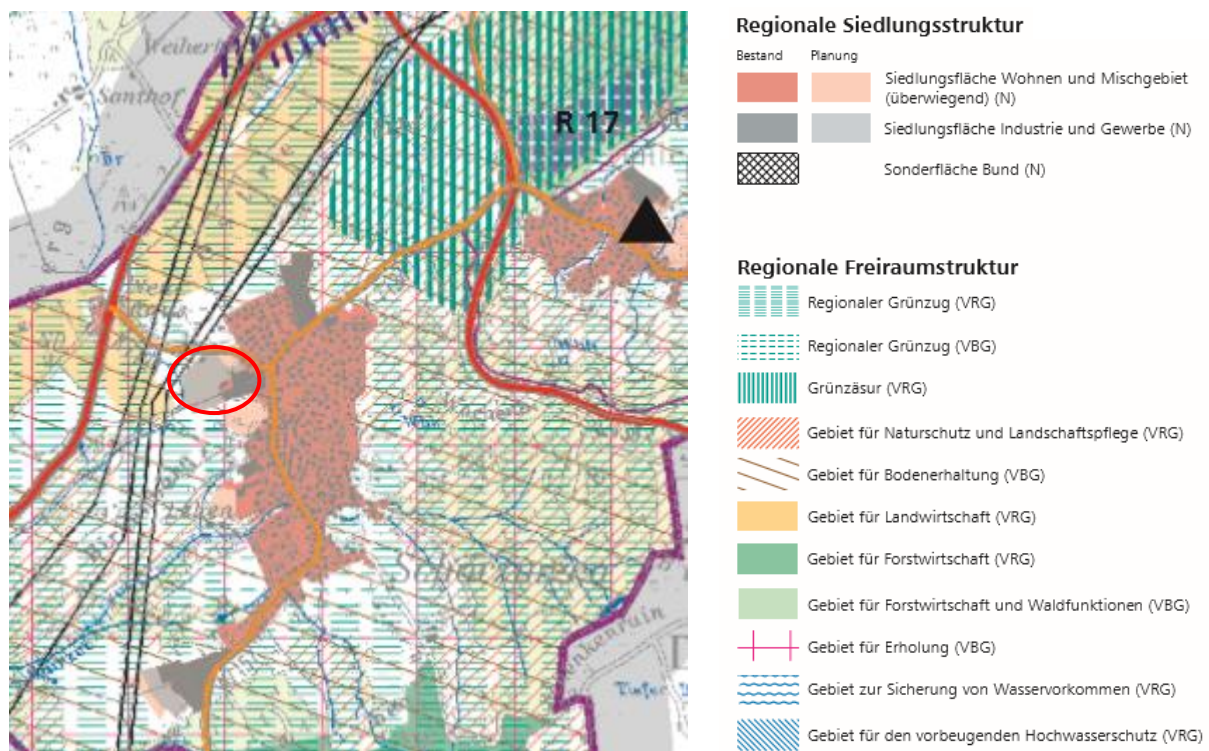 Weihert
Santhof
Br
R 17
Regionale Siedlungsstruktur
Bestand Planung
Siedlungsfläche Wohnen und Mischgebiet
(überwiegend) (N)
Siedlungsfläche Industrie und Gewerbe (N)
Sonderfläche Bund (N)
Regionale Freiraumstruktur
Regionaler Grünzug (VRG)
Regionaler Grünzug (VBG)
Grünzäsur (VRG)
Gebiet für Naturschutz und Landschaftspflege (VRG)
Gebiet für Bodenerhaltung (VBG)
Gebiet für Landwirtschaft (VRG)
Gebiet für Forstwirtschaft (VRG)
Gebiet für Forstwirtschaft und Waldfunktionen (VBG)
Gebiet für Erholung (VBG)
Gebiet zur Sicherung von Wasservorkommen (VRG)
Gebiet für den vorbeugenden Hochwasserschutz (VRG)